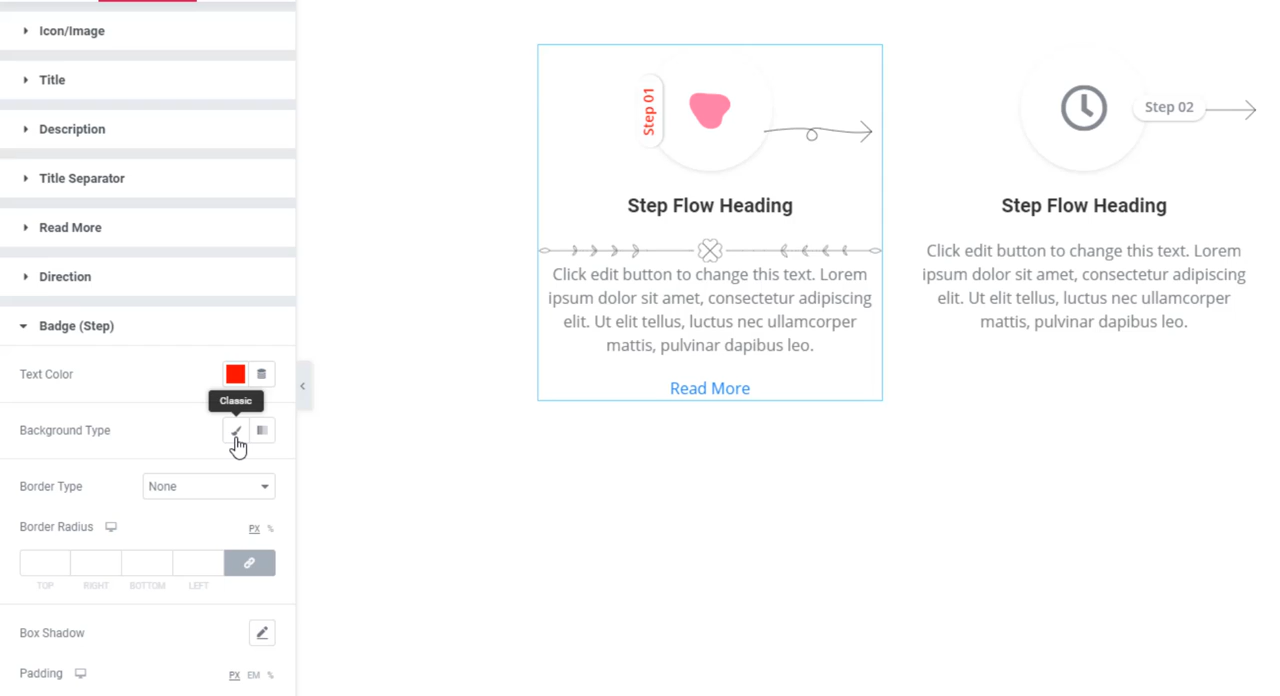 Icon/Image
Title
Description
Title Separator
Read More
Direction
Badge (Step)
Text Color
Classic
Background Type
Border Type
None
Border Radius
PX %
TOP RIGHT BOTTOM LEFT
Box Shadow
Padding
PX EM %
Step 01
Step Flow Heading
Click edit button to change this text. Lorem
ipsum dolor sit amet, consectetur adipiscing
elit. Ut elit tellus, luctus nec ullamcorper
mattis, pulvinar dapibus leo.
Read More
Step 02
Step Flow Heading
Click edit button to change this text. Lorem
ipsum dolor sit amet, consectetur adipiscing
elit. Ut elit tellus, luctus nec ullamcorper
mattis, pulvinar dapibus leo.